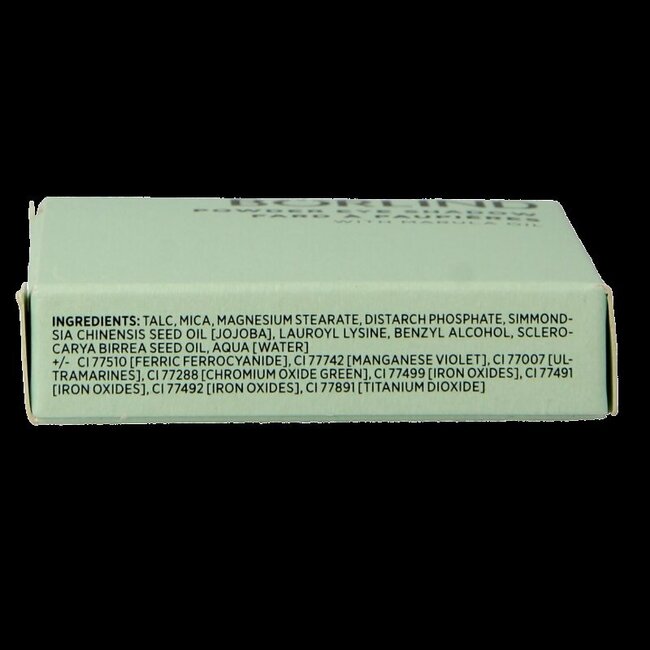 BÖRLIND
POWDER EYE SHADOW
FARD À PAUPIÈRES
WITH MARULA OIL
INGREDIENTS: TALC, MICA, MAGNESIUM STEARATE, DISTARCH PHOSPHATE, SIMMOND-
SIA CHINENSIS SEED OIL [JOJOBA], LAUROYL LYSINE, BENZYL ALCOHOL, SCLERO-
CARYA BIRREA SEED OIL, AQUA [WATER]
+/- CI 77510 [FERRIC FERROCYANIDE], CI 77742 [MANGANESE VIOLET], CI 77007 [UL-
TRAMARINES], CI 77288 [CHROMIUM OXIDE GREEN], CI 77499 [IRON OXIDES], CI 77491
[IRON OXIDES], CI 77492 [IRON OXIDES], CI 77891 [TITANIUM DIOXIDE]